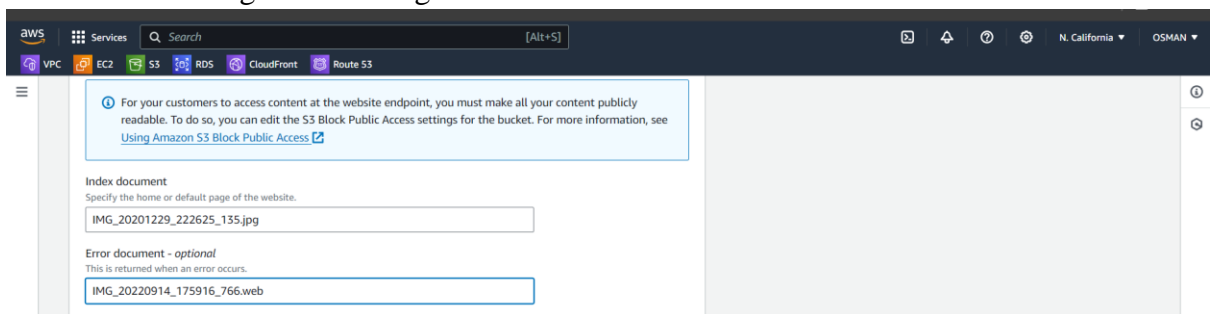 aws Services Search [Alt+S] N. California OSMAN
VPC EC2 S3 RDS CloudFront Route 53
For your customers to access content at the website endpoint, you must make all your content publicly
readable. To do so, you can edit the S3 Block Public Access settings for the bucket. For more information, see
Using Amazon S3 Block Public Access
Index document
Specify the home or default page of the website.
IMG_20201229_222625_135.jpg
Error document - optional
This is returned when an error occurs.
IMG_20220914_175916_766.web